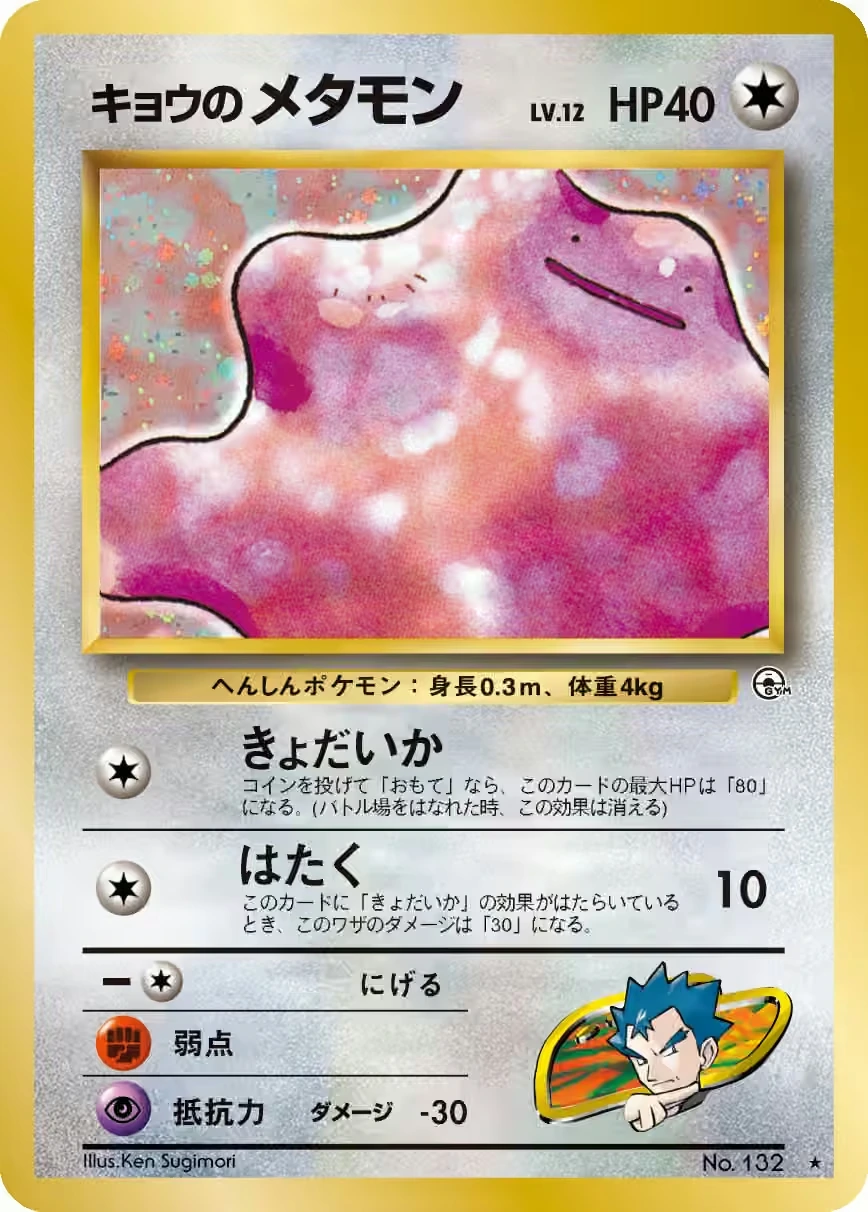 キョウのメタモン LV.12 HP40
へんしんポケモン：身長0.3m、体重4kg
GYM
きょだいか
コインを投げて「おもて」なら、このカードの最大HPは「80」
になる。(バトル場をはなれた時、この効果は消える)
はたく 10
このカードに「きょだいか」の効果がはたらいている
とき、このワザのダメージは「30」になる。
にげる
弱点
抵抗力 ダメージ -30
Illus.Ken Sugimori No. 132 ★